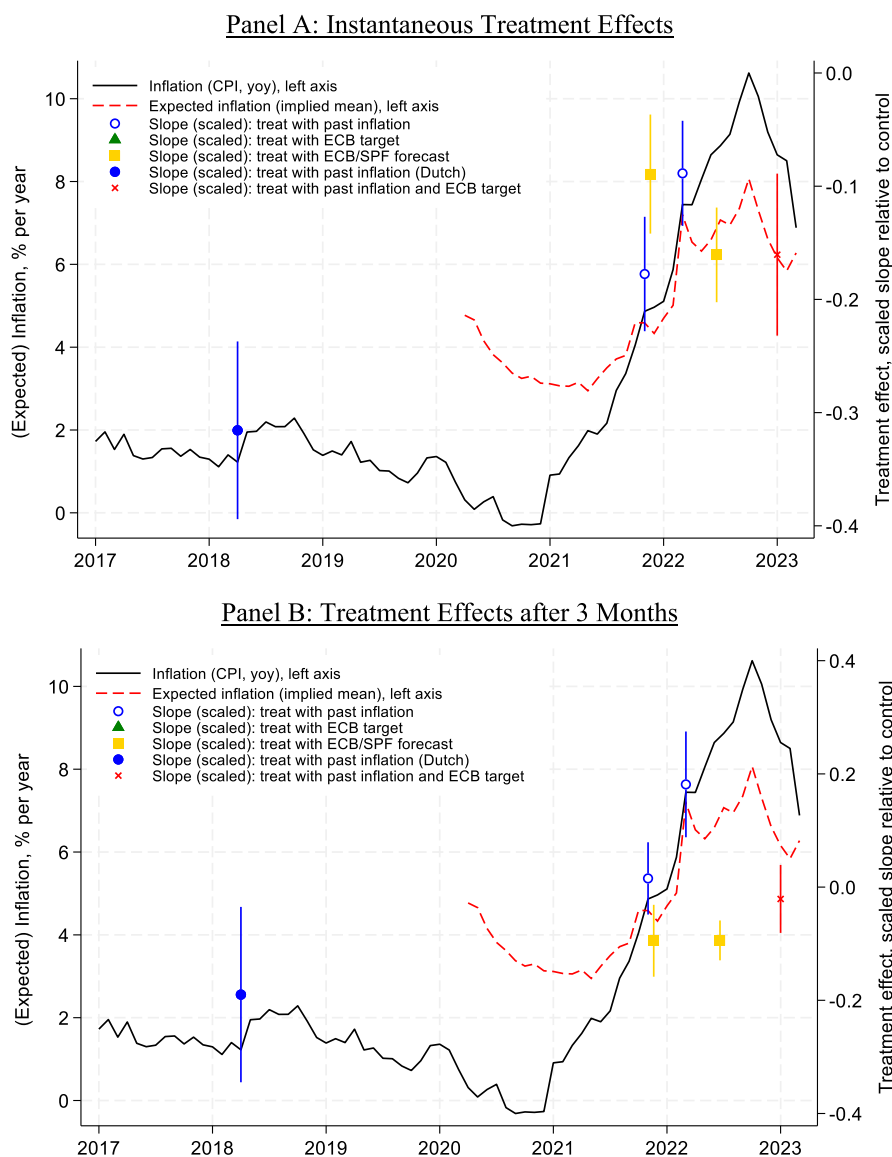 Panel A: Instantaneous Treatment Effects
Inflation (CPI, yoy), left axis
Expected inflation (implied mean), left axis
Slope (scaled): treat with past inflation
Slope (scaled): treat with ECB target
Slope (scaled): treat with ECB/SPF forecast
Slope (scaled): treat with past inflation (Dutch)
Slope (scaled): treat with past inflation and ECB target
(Expected) Inflation, % per year
10
8
6
4
2
0
0.0
-0.1
-0.2
-0.3
-0.4
Treatment effect, scaled slope relative to control
2017 2018 2019 2020 2021 2022 2023
Panel B: Treatment Effects after 3 Months
Inflation (CPI, yoy), left axis
Expected inflation (implied mean), left axis
Slope (scaled): treat with past inflation
Slope (scaled): treat with ECB target
Slope (scaled): treat with ECB/SPF forecast
Slope (scaled): treat with past inflation (Dutch)
Slope (scaled): treat with past inflation and ECB target
(Expected) Inflation, % per year
10
8
6
4
2
0
0.4
0.2
0.0
-0.2
-0.4
Treatment effect, scaled slope relative to control
2017 2018 2019 2020 2021 2022 2023